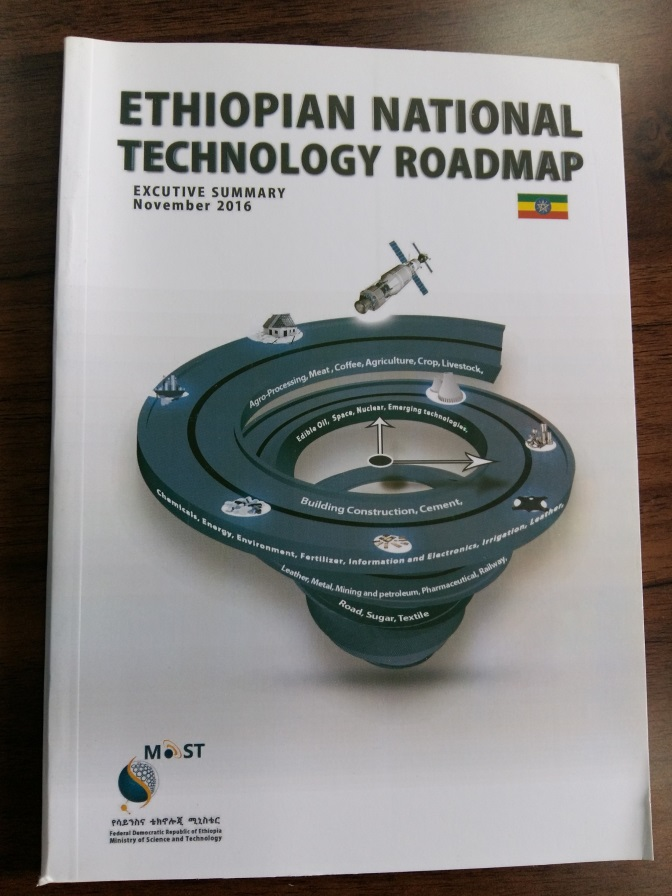 ETHIOPIAN NATIONAL
TECHNOLOGY ROADMAP
EXCUTIVE SUMMARY
November 2016
Agro-Processing, Meat , Coffee, Agriculture, Crop, Livestock,
Edible Oil, Space, Nuclear, Emerging technologies.
Building Construction, Cement,
Chemicals, Energy, Environment, Fertilizer, Information and Electronics, Irrigation, Leather,
Leather, Metal, Mining and petroleum, Pharmaceutical, Railway,
Road, Sugar, Textile
MOST
የሳይንስና ቴክኖሎጂ ሚኒስቴር
Federal Democratic Republic of Ethiopia
Ministry of Science and Technology